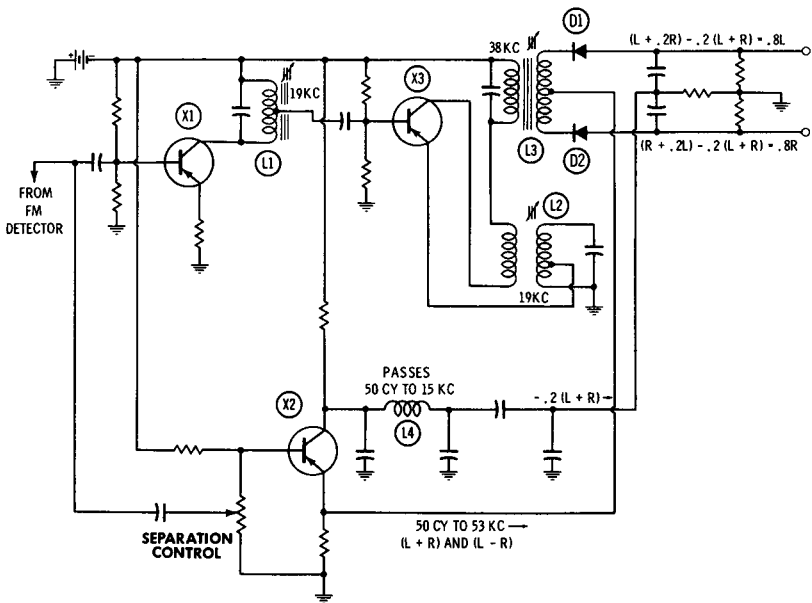 D1
38KC
(L + .2R) - .2 (L + R) = .8L
X3
19KC
X1
L1
L3
D2
(R + .2L) - .2 (L + R) = .8R
FROM
FM
DETECTOR
L2
19KC
PASSES
50 CY TO 15 KC
X2
- .2 (L + R) →
L4
50 CY TO 53 KC →
(L + R) AND (L - R)
SEPARATION
CONTROL